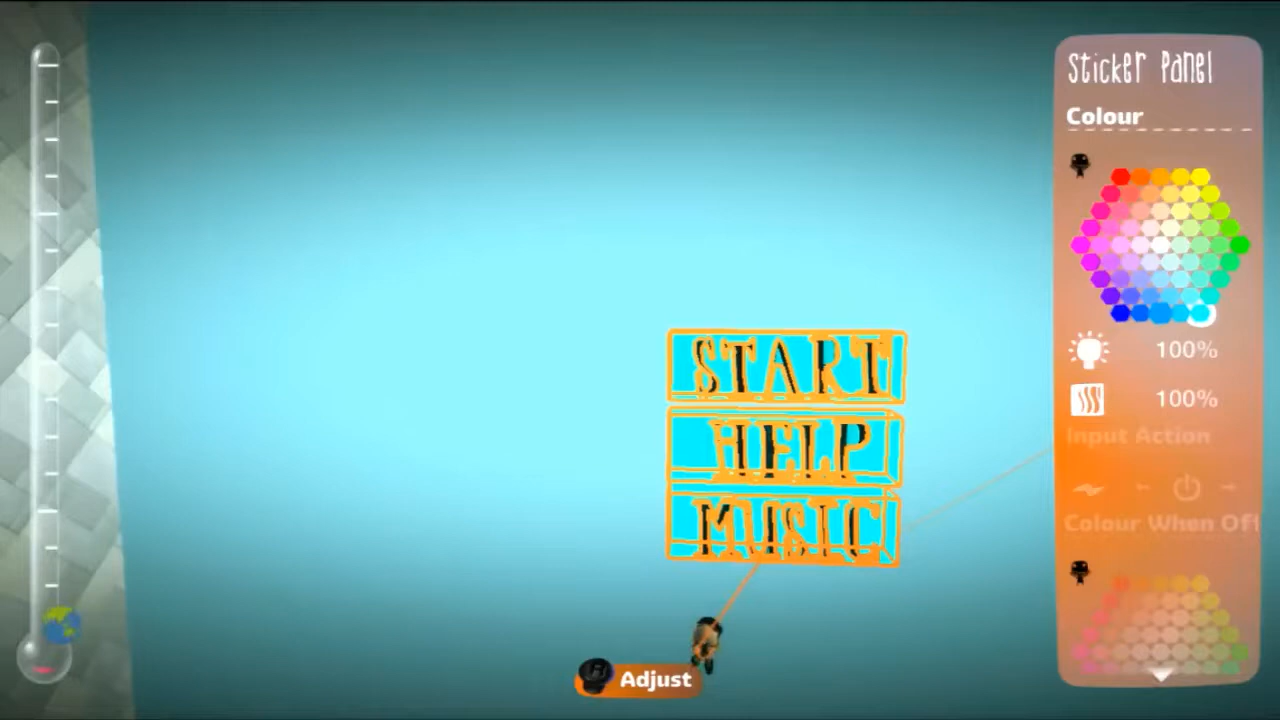 Sticker Panel
Colour
100%
100%
Input Action
Colour When Off
START
HELP
MUSIC
Adjust